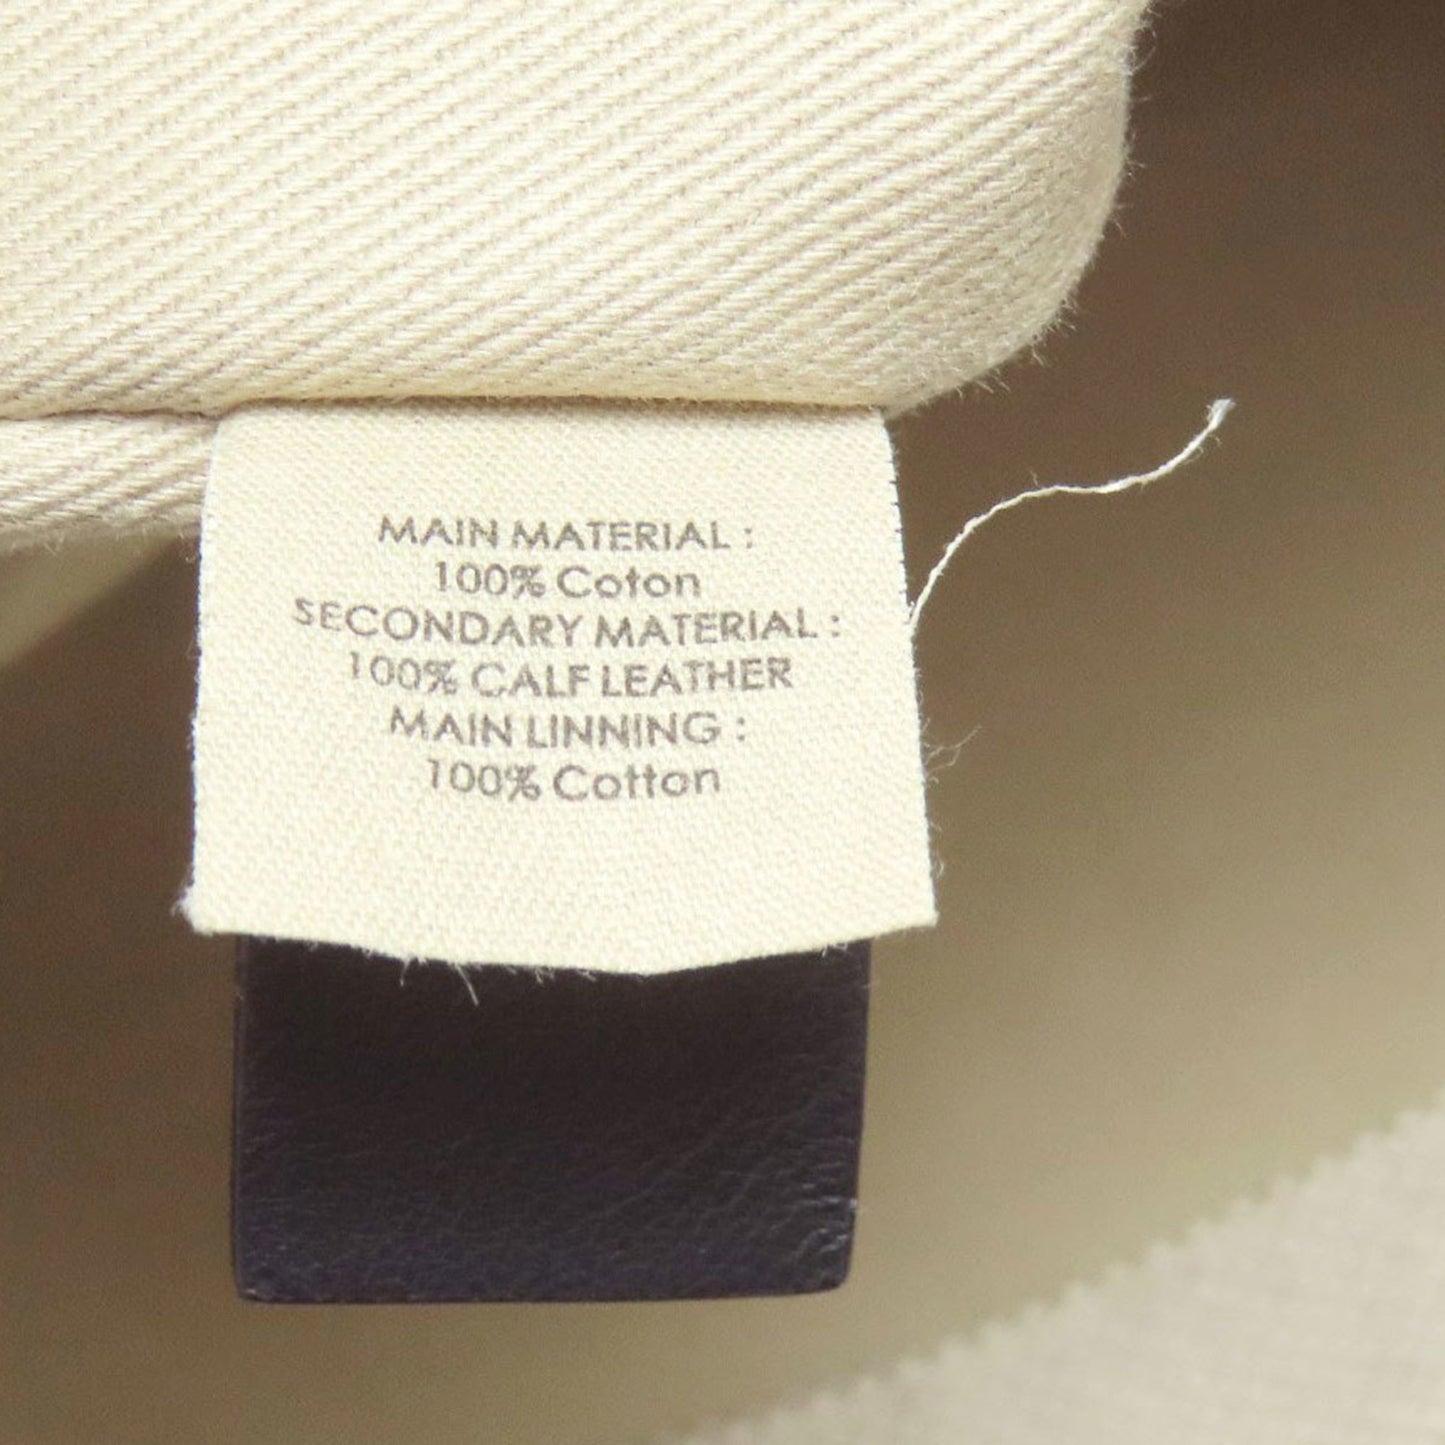 MAIN MATERIAL :
100% Coton
SECONDARY MATERIAL :
100% CALF LEATHER
MAIN LINNING :
100% Cotton